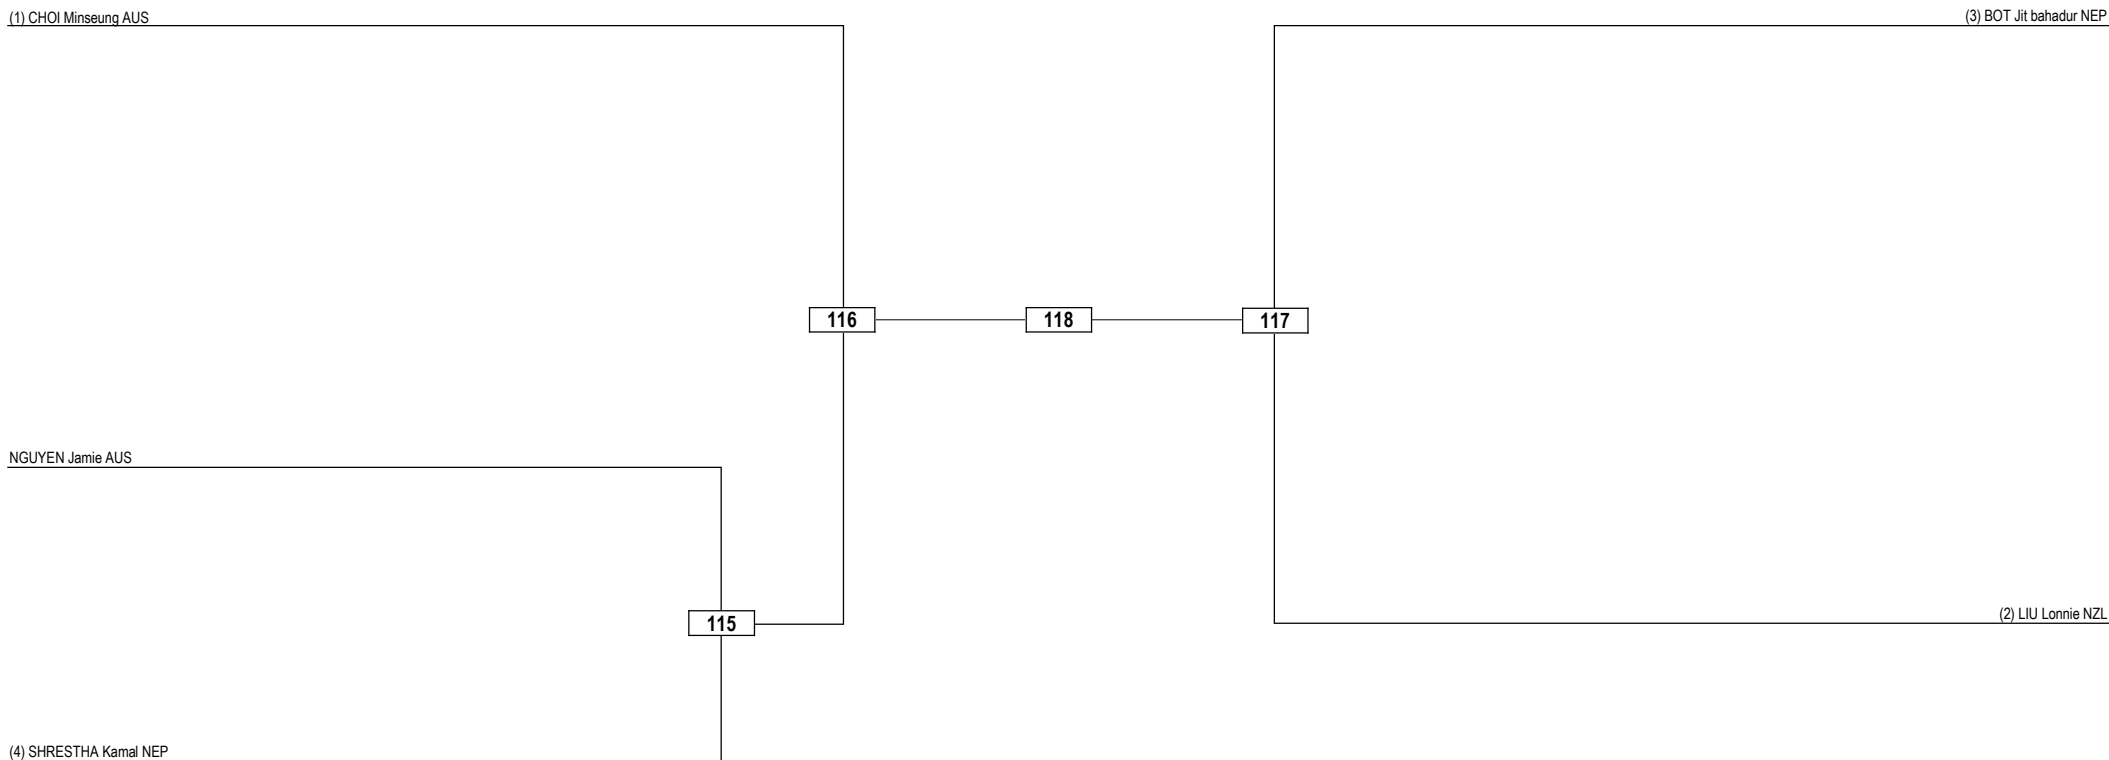 (1) CHOI Minseung AUS
(3) BOT Jit bahadur NEP
116
118
117
NGUYEN Jamie AUS
115
(2) LIU Lonnie NZL
(4) SHRESTHA Kamal NEP